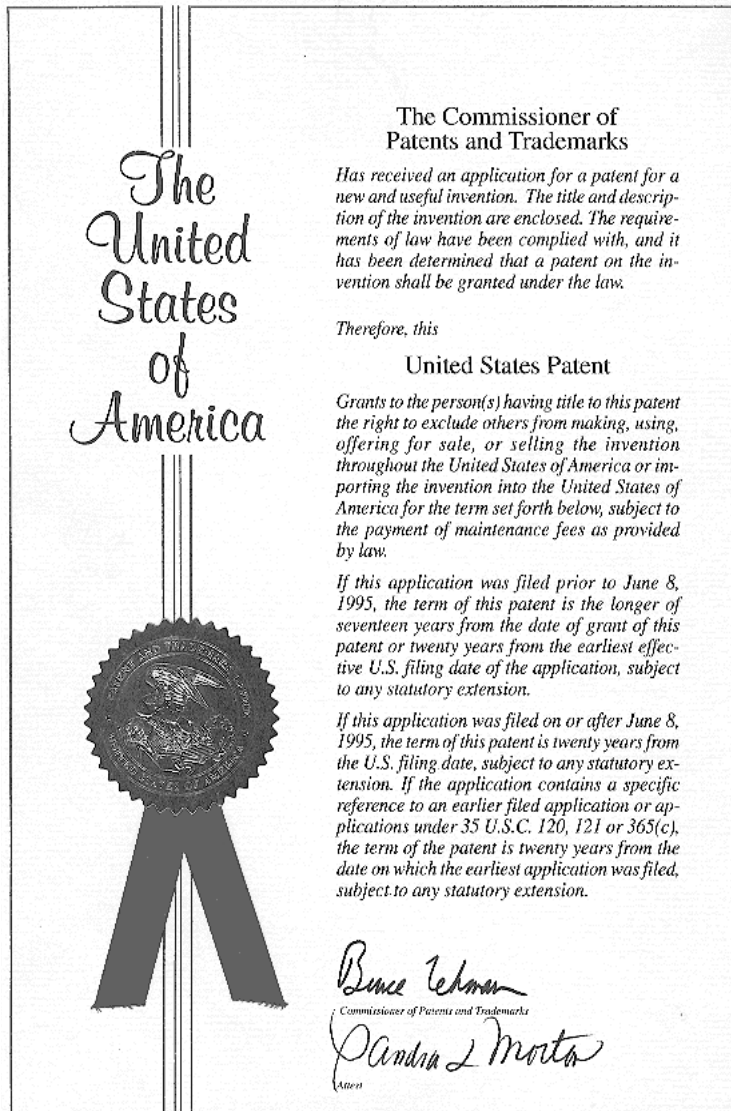 The
United
States
of
America
The Commissioner of
Patents and Trademarks
Has received an application for a patent for a
new and useful invention. The title and descrip-
tion of the invention are enclosed. The require-
ments of law have been complied with, and it
has been determined that a patent on the in-
vention shall be granted under the law.
Therefore, this
United States Patent
Grants to the person(s) having title to this patent
the right to exclude others from making, using,
offering for sale, or selling the invention
throughout the United States of America or im-
porting the invention into the United States of
America for the term set forth below, subject to
the payment of maintenance fees as provided
by law.
If this application was filed prior to June 8,
1995, the term of this patent is the longer of
seventeen years from the date of grant of this
patent or twenty years from the earliest effec-
tive U.S. filing date of the application, subject
to any statutory extension.
If this application was filed on or after June 8,
1995, the term of this patent is twenty years from
the U.S. filing date, subject to any statutory ex-
tension. If the application contains a specific
reference to an earlier filed application or ap-
plications under 35 U.S.C. 120, 121 or 365(c),
the term of the patent is twenty years from the
date on which the earliest application was filed,
subject to any statutory extension.
Bruce Lehman
Commissioner of Patents and Trademarks
Sandra L Morton
Attest
PATENT AND TRADEMARK OFFICE
UNITED STATES OF AMERICA